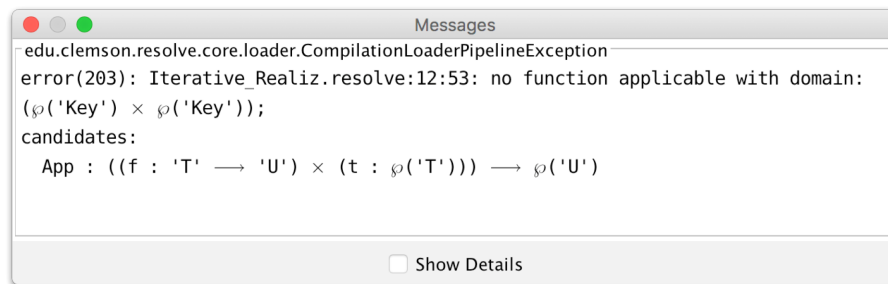 Messages
edu.clemson.resolve.core.loader.CompilationLoaderPipelineException
error(203): Iterative_Realiz.resolve:12:53: no function applicable with domain:
(℘('Key') × ℘('Key'));
candidates:
App : ((f : 'T' ⟶ 'U') × (t : ℘('T'))) ⟶ ℘('U')
Show Details